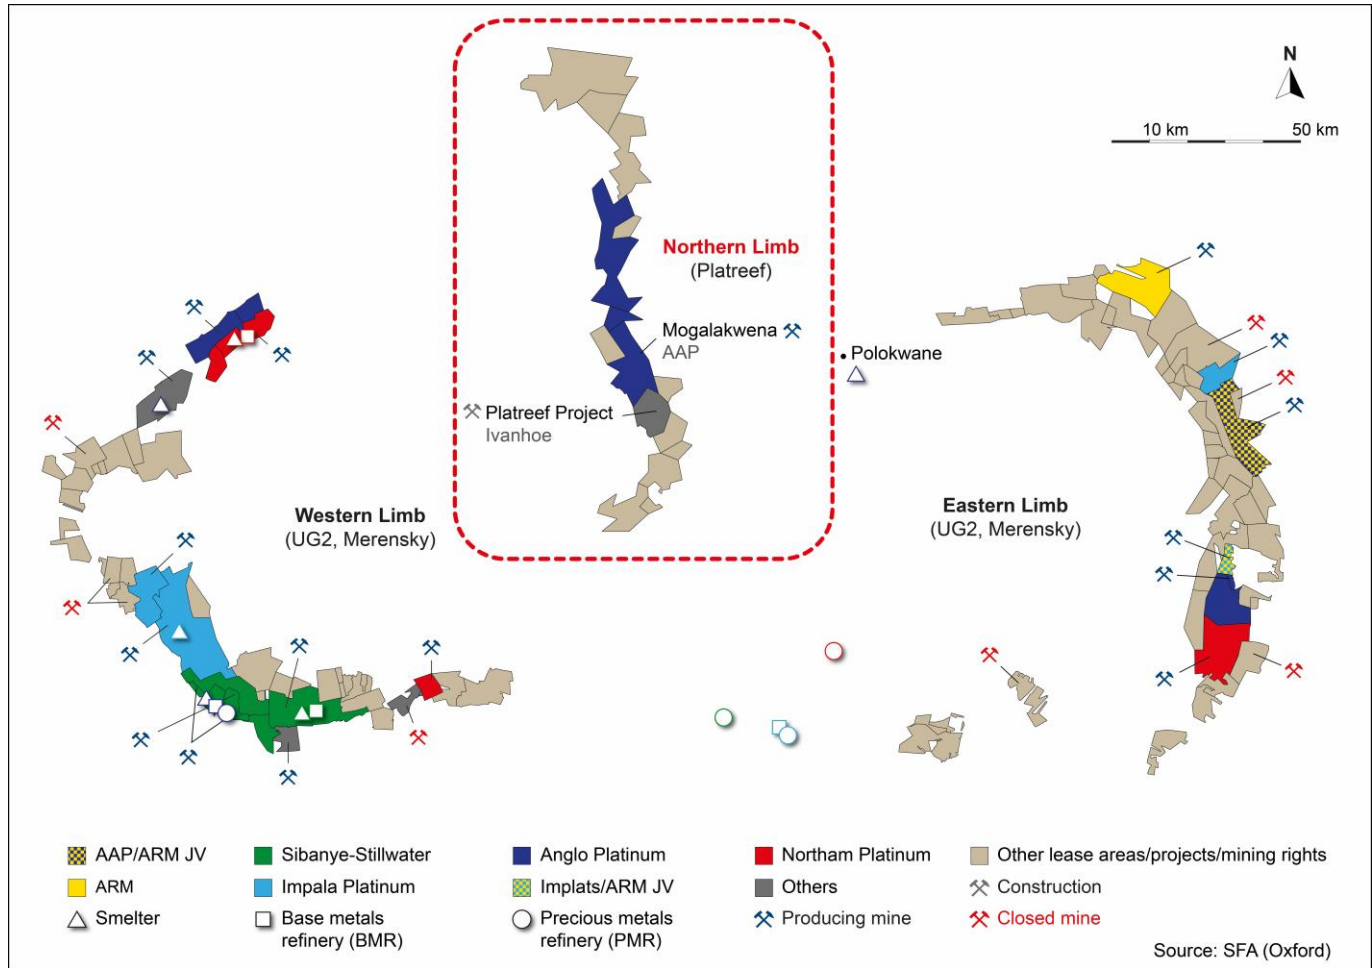 N
10 km
50 km
Northern Limb
(Platreef)
Mogalakwena
AAP
Polokwane
Platreef Project
Ivanhoe
Western Limb
(UG2, Merensky)
Eastern Limb
(UG2, Merensky)
AAP/ARM JV
Sibanye-Stillwater
Anglo Platinum
Northam Platinum
Other lease areas/projects/mining rights
ARM
Impala Platinum
Implats/ARM JV
Others
Construction
Smelter
Base metals
refinery (BMR)
Precious metals
refinery (PMR)
Producing mine
Closed mine
Source: SFA (Oxford)